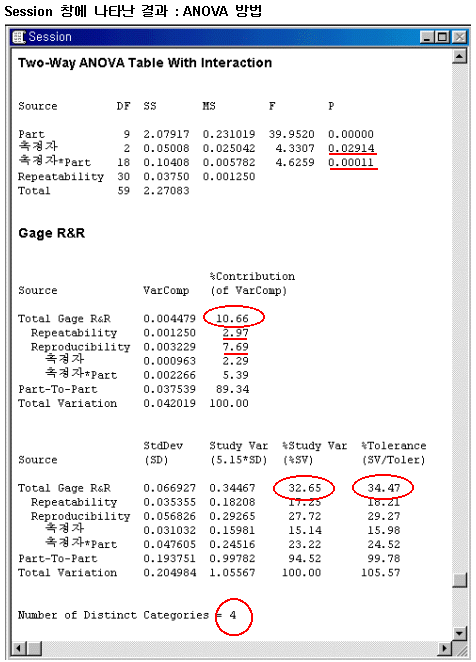 Session 창에 나타난 결과 : ANOVA 방법
Session
Two-Way ANOVA Table With Interaction
Source DF SS MS F P
Part 9 2.07917 0.231019 39.9520 0.00000
측정자 2 0.05008 0.025042 4.3307 0.02914
측정자*Part 18 0.10408 0.005782 4.6259 0.00011
Repeatability 30 0.03750 0.001250
Total 59 2.27083
Gage R&R
%Contribution
Source VarComp (of VarComp)
Total Gage R&R 0.004479 10.66
Repeatability 0.001250 2.97
Reproducibility 0.003229 7.69
측정자 0.000963 2.29
측정자*Part 0.002266 5.39
Part-To-Part 0.037539 89.34
Total Variation 0.042019 100.00
StdDev Study Var %Study Var %Tolerance
Source (SD) (5.15*SD) (%SV) (SV/Toler)
Total Gage R&R 0.066927 0.34467 32.65 34.47
Repeatability 0.035355 0.18208 17.25 18.21
Reproducibility 0.056826 0.29265 27.72 29.27
측정자 0.031032 0.15981 15.14 15.98
측정자*Part 0.047605 0.24516 23.22 24.52
Part-To-Part 0.193751 0.99782 94.52 99.78
Total Variation 0.204984 1.05567 100.00 105.57
Number of Distinct Categories = 4